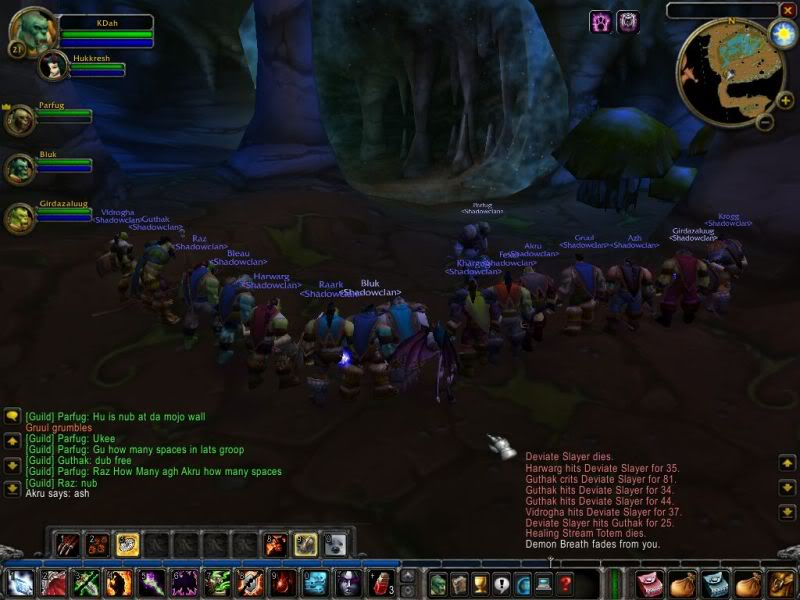 KDah
21
Hukkresh
Parfug
Bluk
Girdazaluug
N
Vidrogha
<Shadowclan>
Guthak
<Shadowclan>
Raz
<Shadowclan>
Bleau
<Shadowclan>
Harwarg
<Shadowclan>
Raark
<Shadowclan>
Bluk
<Shadowclan>
Parfug
<Shadowclan>
Akru
<Shadowclan>
Gruul
<Shadowclan>
Azh
<Shadowclan>
Girdazaluug
<Shadowclan>
Krogg
<Shadowclan>
[Guild] Parfug: Hu is nub at da mojo wall
Gruul grumbles
[Guild] Parfug: Ukee
[Guild] Parfug: Gu how many spaces in lats groop
[Guild] Guthak: dub free
[Guild] Parfug: Raz How Many agh Akru how many spaces
[Guild] Raz: nub
Akru says: ash
Deviate Slayer dies.
Harwarg hits Deviate Slayer for 35.
Guthak crits Deviate Slayer for 81.
Guthak hits Deviate Slayer for 34.
Guthak hits Deviate Slayer for 44.
Vidrogha hits Deviate Slayer for 37.
Deviate Slayer hits Guthak for 25.
Healing Stream Totem dies.
Demon Breath fades from you.